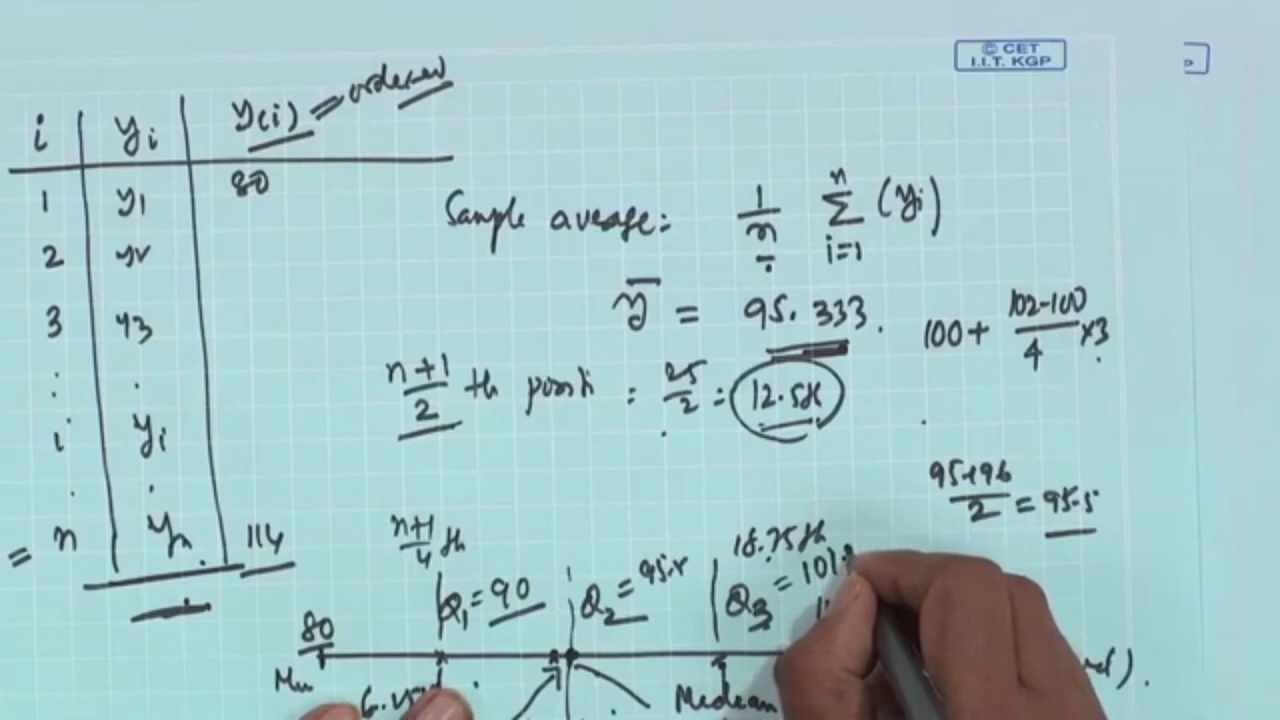 © CET
I.I.T. KGP
i yi y(i) = ordered
1 y1 80
2 y2
3 y3
: .
i yi
. .
= n yn 114
Sample average: 1/n n∑i=1 (yi)
ȳ = 95.333.
100 + (102-100)/4 ×3
(n+1)/2 th : 25/2 = 12.5th
(95+96)/2 = 95.5
(n+1)/4 th
18.75th
Q1 = 90
Q2 = 95.5
Q3 = 101.
80
Median